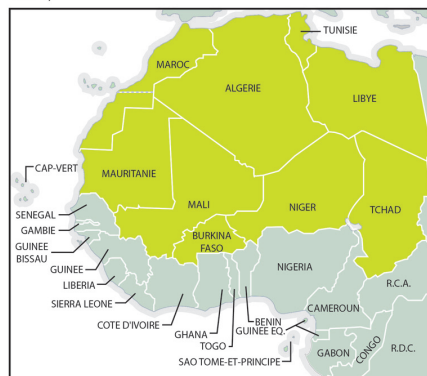 TUNISIE
MAROC
ALGERIE
LIBYE
CAP-VERT
MAURITANIE
MALI
NIGER
TCHAD
SENEGAL
GAMBIE
BURKINA
FASO
GUINEE
BISSAU
NIGERIA
GUINEE
LIBERIA
R.C.A.
SIERRA LEONE
CAMEROUN
COTE D'IVOIRE
BENIN
GHANA
GUINEE EQ.
TOGO
SAO TOME-ET-PRINCIPE
GABON
CONGO
R.D.C.